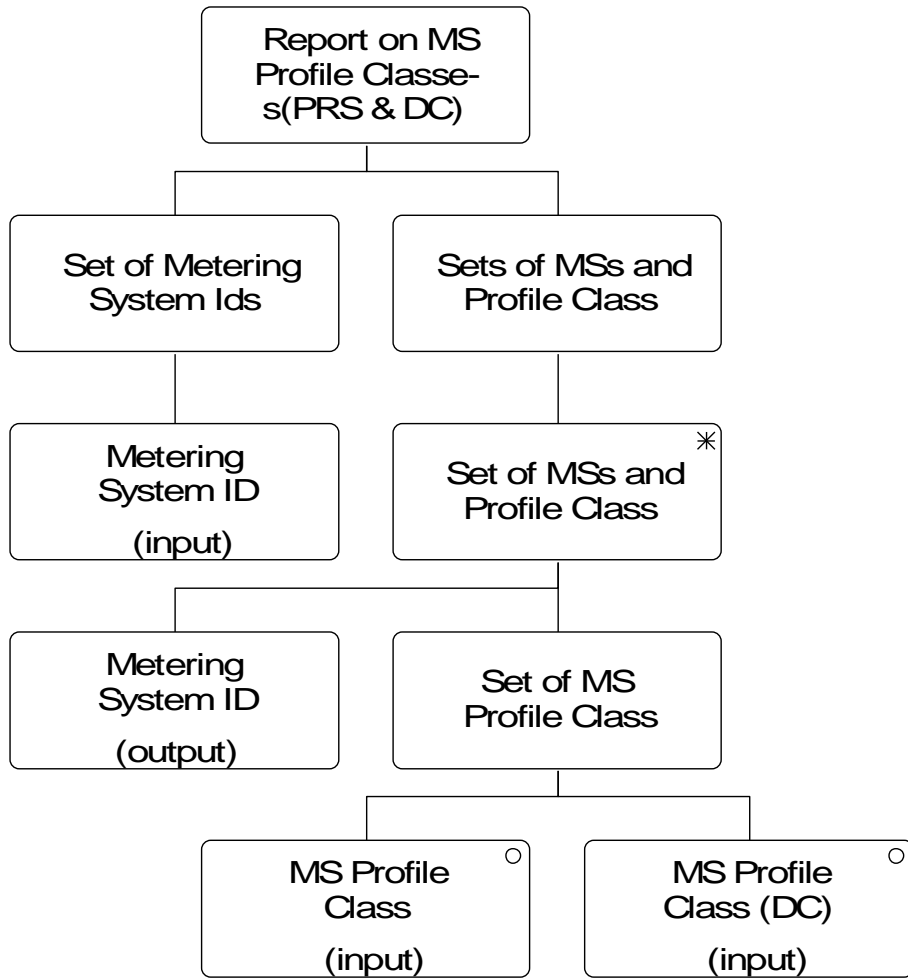 Report on MS
Profile Classe-
s(PRS & DC)
Set of Metering
System Ids
Sets of MSs and
Profile Class
Metering
System ID
(input)
Set of MSs and
Profile Class
Metering
System ID
(output)
Set of MS
Profile Class
MS Profile
Class
(input)
MS Profile
Class (DC)
(input)